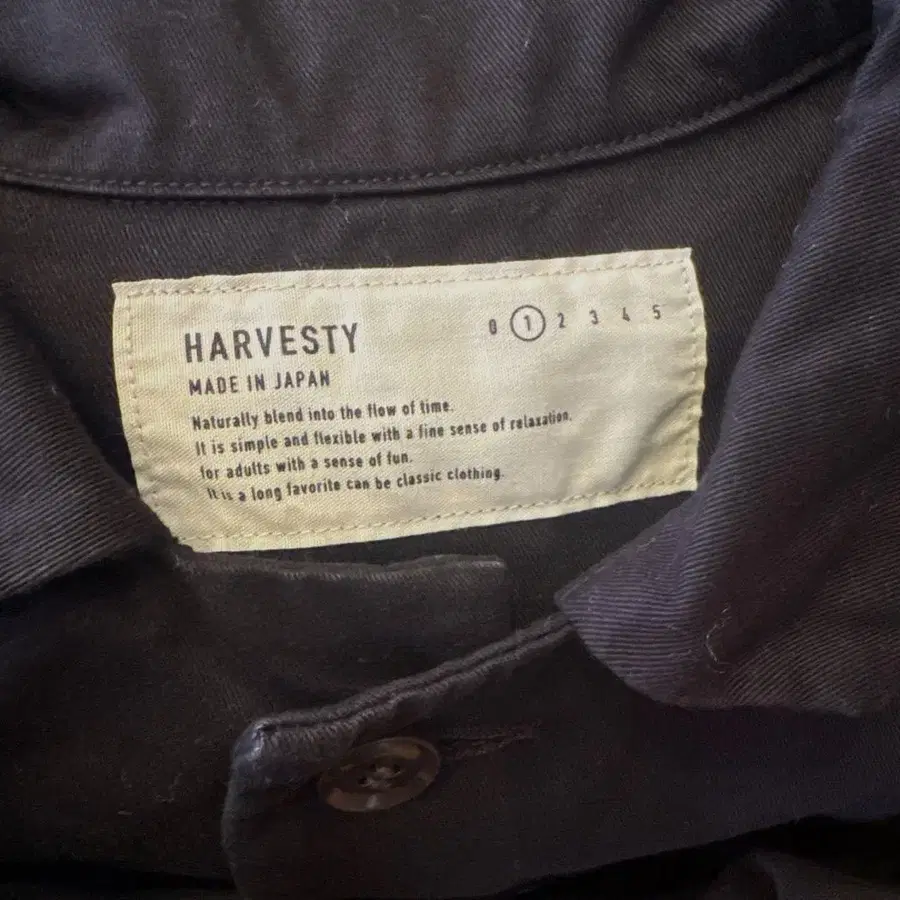 HARVESTY
0 1 2 3 4 5
MADE IN JAPAN
Naturally blend into the flow of time.
It is simple and flexible with a fine sense of relaxation.
for adults with a sense of fun.
It is a long favorite can be classic clothing.